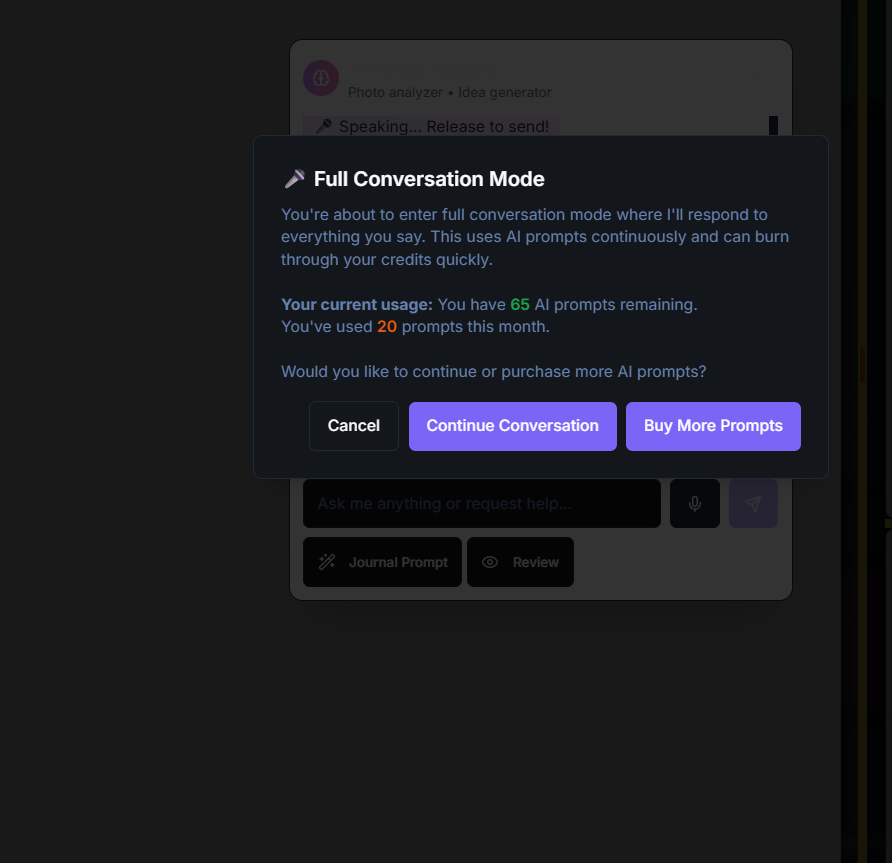 Photo analyzer • Idea generator
🎤 Speaking... Release to send!
🎤 Full Conversation Mode
You're about to enter full conversation mode where I'll respond to
everything you say. This uses AI prompts continuously and can burn
through your credits quickly.
Your current usage: You have 65 AI prompts remaining.
You've used 20 prompts this month.
Would you like to continue or purchase more AI prompts?
Cancel
Continue Conversation
Buy More Prompts
Ask me anything or request help...
Journal Prompt
Review